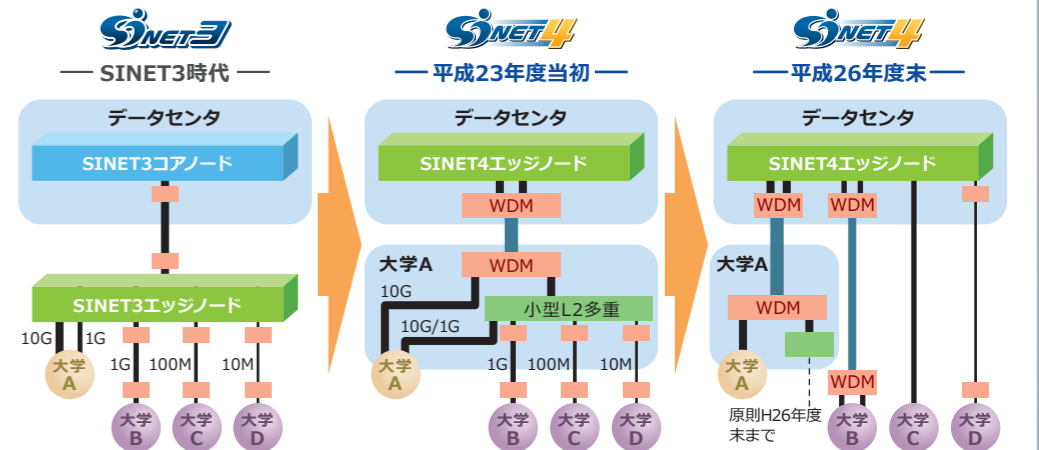 SINET3
SINET3時代
データセンタ
SINET3コアノード
SINET3エッジノード
10G
1G
1G
100M
10M
大学
A
大学
B
大学
C
大学
D
SINET4
平成23年度当初
データセンタ
SINET4エッジノード
WDM
大学A
WDM
10G
小型L2多重
10G/1G
1G
100M
10M
大学
A
大学
B
大学
C
大学
D
SINET4
平成26年度末
データセンタ
SINET4エッジノード
WDM
WDM
大学A
WDM
大学
A
WDM
原則H26年度
末まで
大学
B
大学
C
大学
D